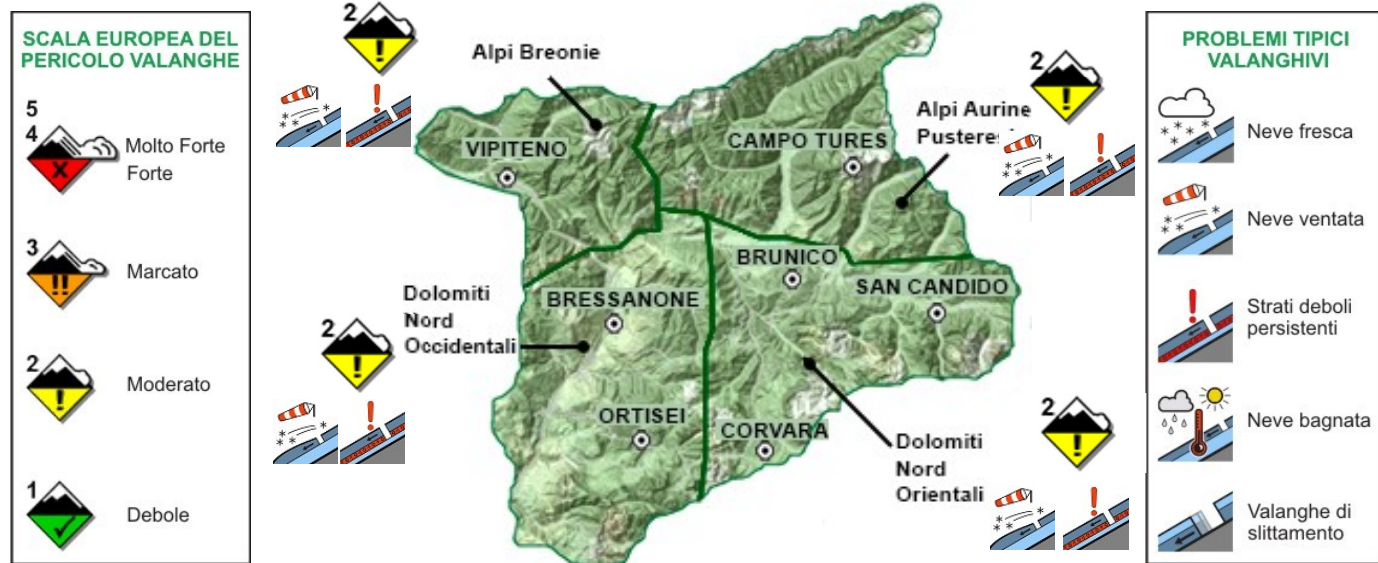 SCALA EUROPEA DEL
PERICOLO VALANGHE
5
4
Molto Forte
Forte
3
Marcato
2
Moderato
1
Debole
2
Alpi Breonie
VIPITENO
CAMPO TURES
Alpi Aurine
2
BRUNICO
SAN CANDIDO
Dolomiti
Nord
Occidentali
BRESSANONE
2
ORTISEI
CORVARA
Dolomiti
Nord
Orientali
2
PROBLEMI TIPICI
VALANGHIVI
Neve fresca
Neve ventata
Strati deboli
persistenti
Neve bagnata
Valanghe di
slittamento